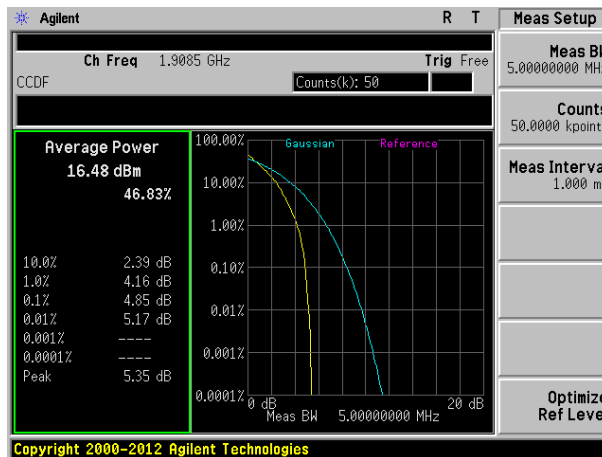 Agilent R T
Ch Freq 1.9085 GHz Trig Free
CCDF Counts(k): 50
Average Power
16.48 dBm
46.83%
10.0% 2.39 dB
1.0% 4.16 dB
0.1% 4.85 dB
0.01% 5.17 dB
0.001% ----
0.0001% ----
Peak 5.35 dB
Gaussian Reference
100.00%
10.00%
1.00%
0.10%
0.01%
0.001%
0.0001%
0 dB 20 dB
Meas BW 5.00000000 MHz
Meas Setup
Meas B
5.00000000 MH
Counts
50.0000 kpoint
Meas Interva
1.000 m
Optimize
Ref Leve
Copyright 2000-2012 Agilent Technologies